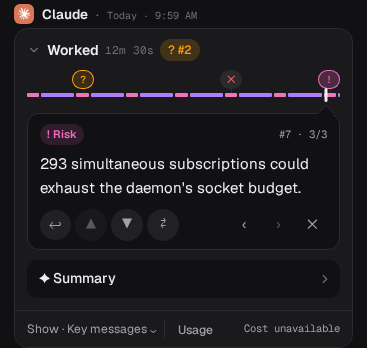 Claude · Today · 9:59 AM
Worked 12m 30s ? #2
? ✕ !
! Risk #7 · 3/3
293 simultaneous subscriptions could
exhaust the daemon's socket budget.
Summary
Show · Key messages Usage Cost unavailable